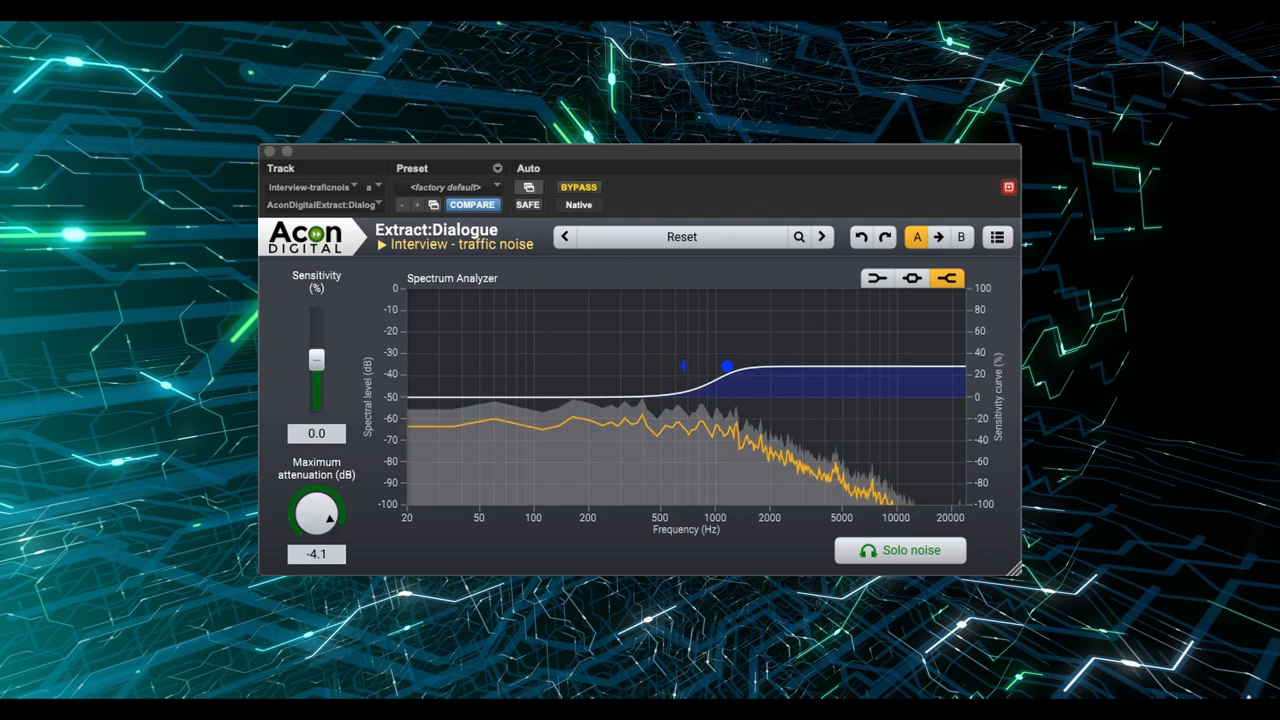 Track
Preset
Auto
Interview-traficnois a
<factory default>
BYPASS
AconDigitalExtract:Dialog
- + COMPARE
SAFE
Native
Acon
DIGITAL
Extract:Dialogue
Interview - traffic noise
Reset
A
B
Sensitivity
(%)
0.0
Maximum
attenuation (dB)
-4.1
Spectrum Analyzer
Spectral level (dB)
0
-10
-20
-30
-40
-50
-60
-70
-80
-90
-100
100
80
60
40
20
0
-20
-40
-60
-80
-100
Sensitivity curve (%)
20 50 100 200 500 1000 2000 5000 10000 20000
Frequency (Hz)
Solo noise